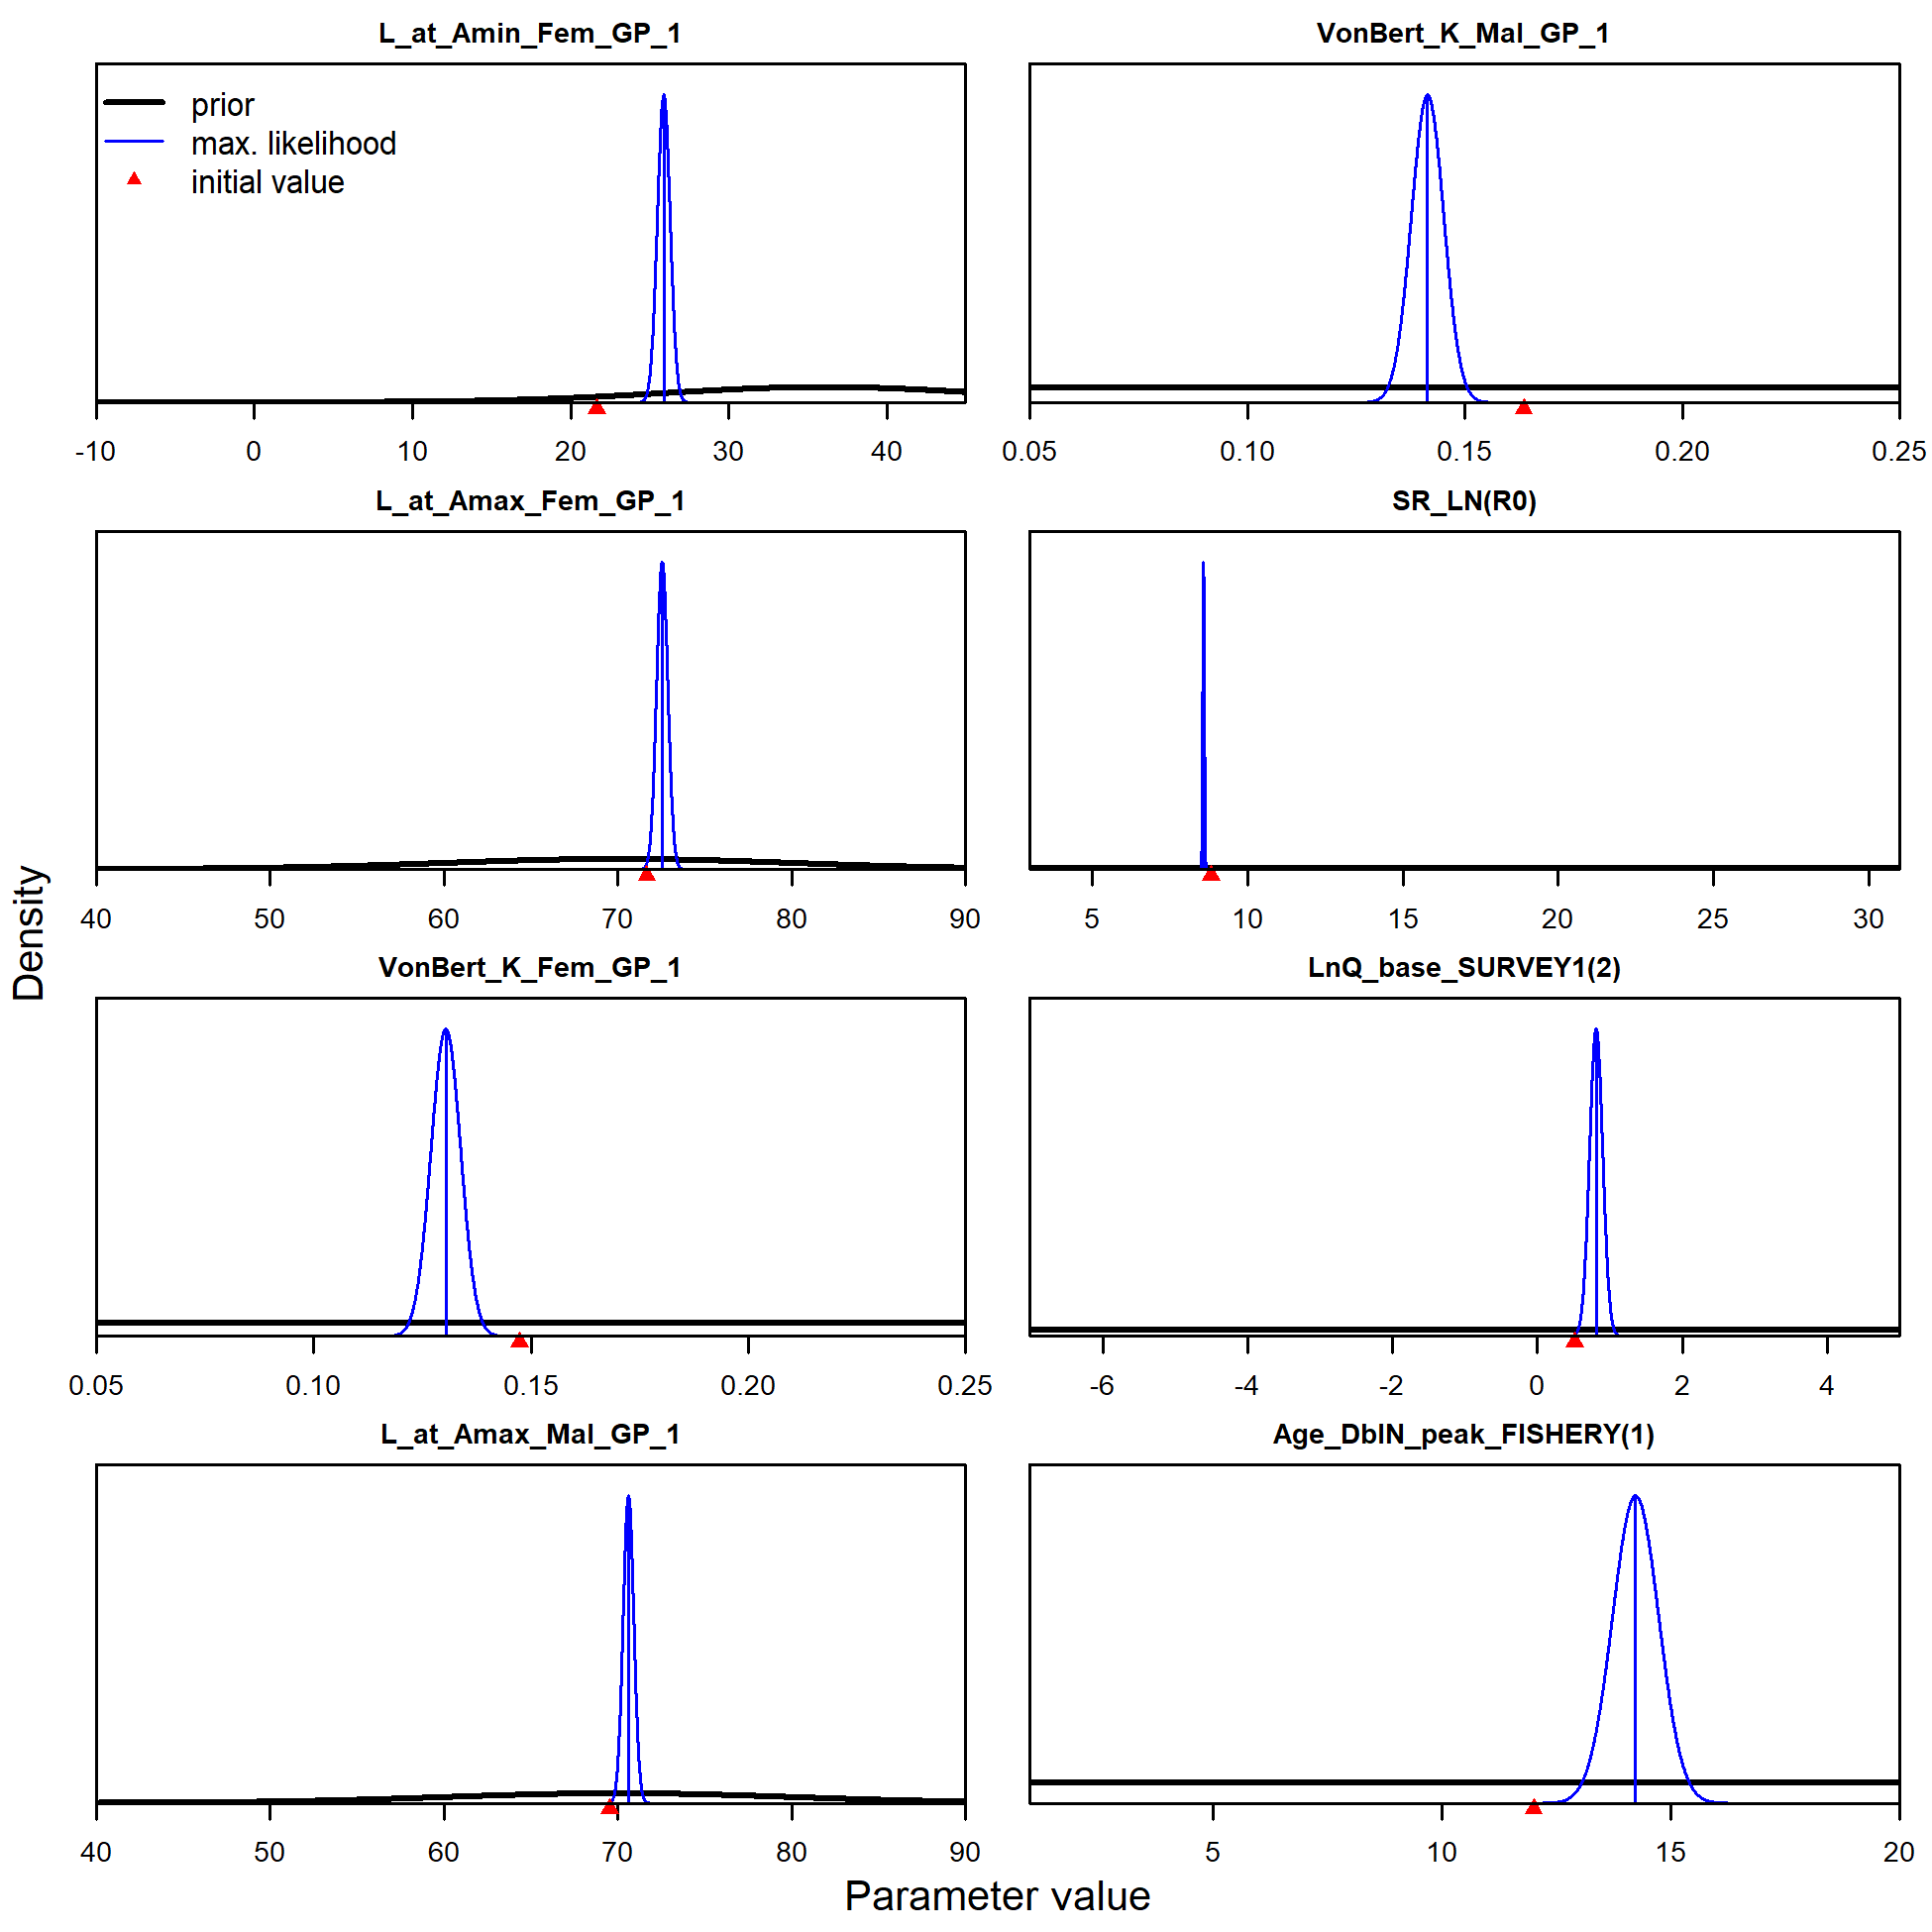 L_at_Amin_Fem_GP_1
prior
max. likelihood
initial value
-10 0 10 20 30 40
VonBert_K_Mal_GP_1
0.05 0.10 0.15 0.20 0.25
L_at_Amax_Fem_GP_1
40 50 60 70 80 90
SR_LN(R0)
5 10 15 20 25 30
VonBert_K_Fem_GP_1
0.05 0.10 0.15 0.20 0.25
LnQ_base_SURVEY1(2)
-6 -4 -2 0 2 4
L_at_Amax_Mal_GP_1
40 50 60 70 80 90
Age_DblN_peak_FISHERY(1)
5 10 15 20
Density
Parameter value